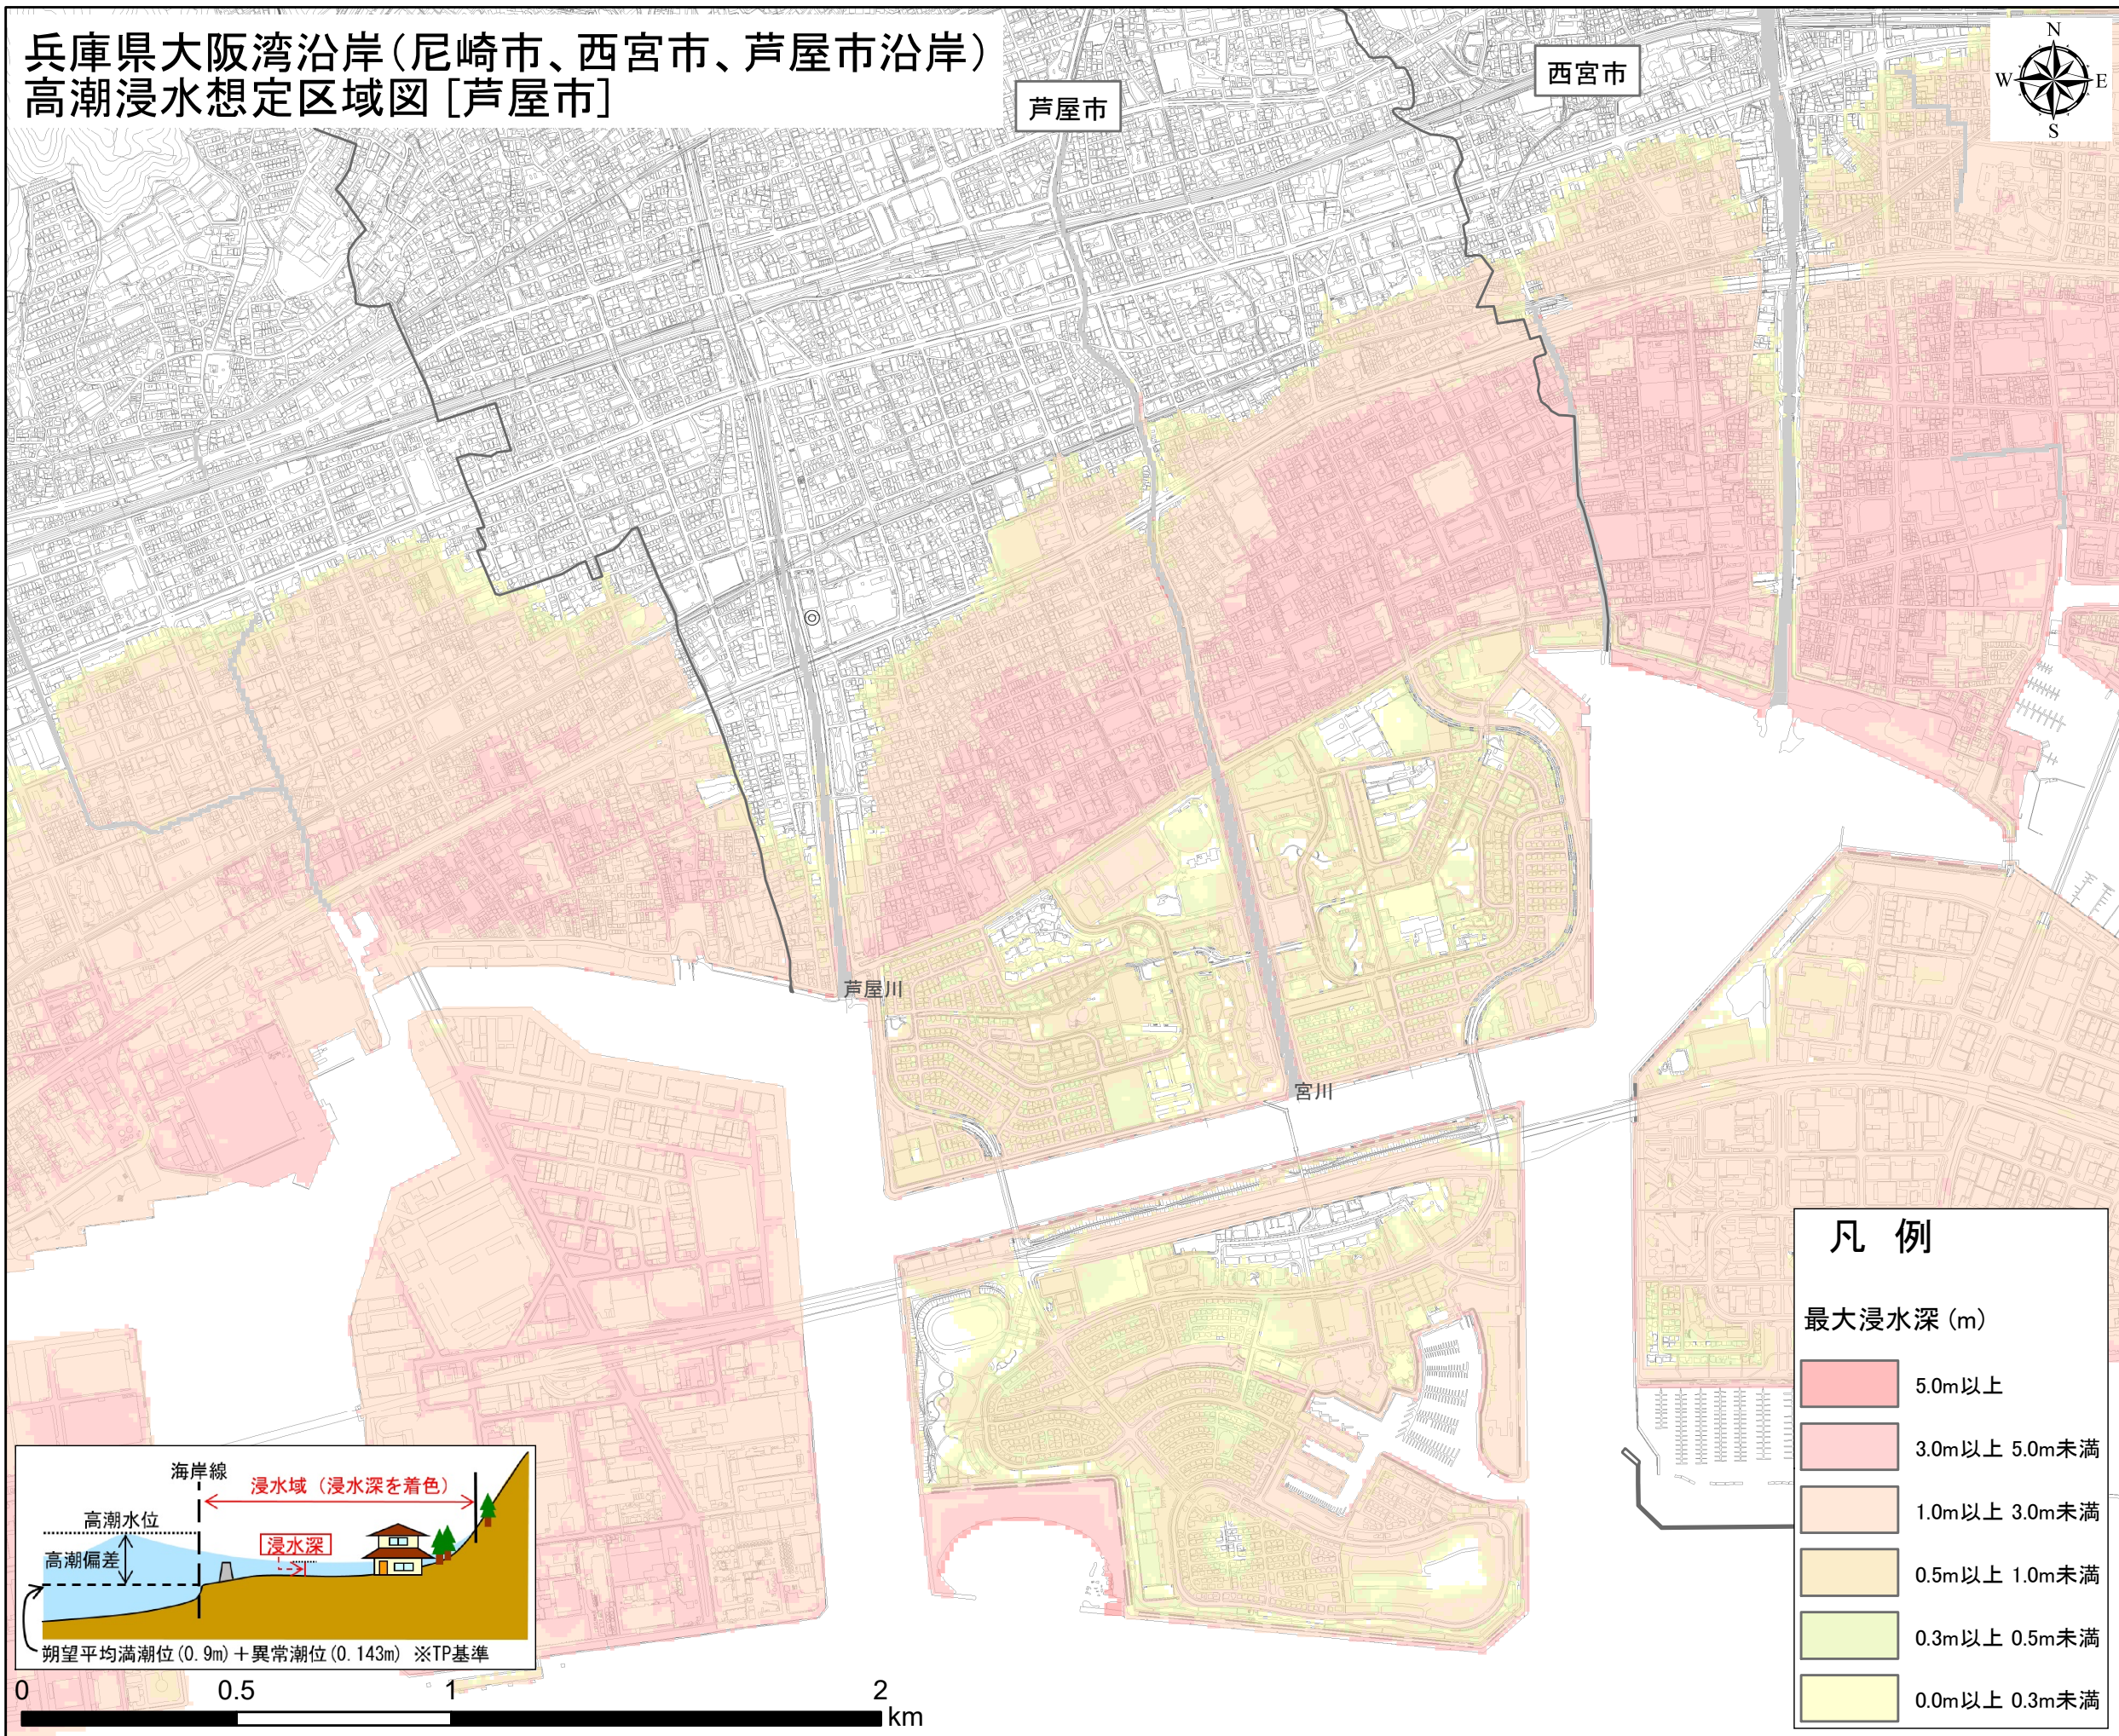 兵庫県大阪湾沿岸(尼崎市、西宮市、芦屋市沿岸)
高潮浸水想定区域図 [芦屋市]
芦屋市
西宮市
N
W
E
S
芦屋川
宮川
凡 例
最大浸水深 (m)
5.0m以上
3.0m以上 5.0m未満
1.0m以上 3.0m未満
0.5m以上 1.0m未満
0.3m以上 0.5m未満
0.0m以上 0.3m未満
海岸線
浸水域(浸水深を着色)
高潮水位
高潮偏差
浸水深
朔望平均満潮位(0.9m)+異常潮位(0.143m) ※TP基準
0 0.5 1 2
km